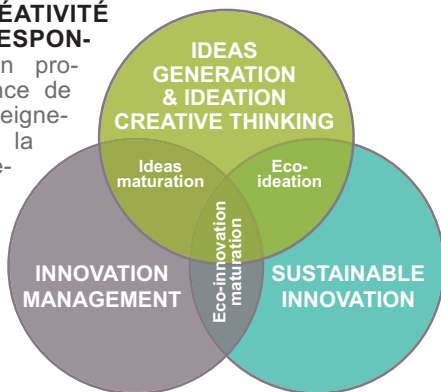 ÉATIVITÉ
ESPON-
n pro-
nce de
eigne-
la
e-
IDEAS
GENERATION
& IDEATION
CREATIVE THINKING
Ideas
maturation
Eco-
ideation
Eco-innovation
maturation
INNOVATION
MANAGEMENT
SUSTAINABLE
INNOVATION